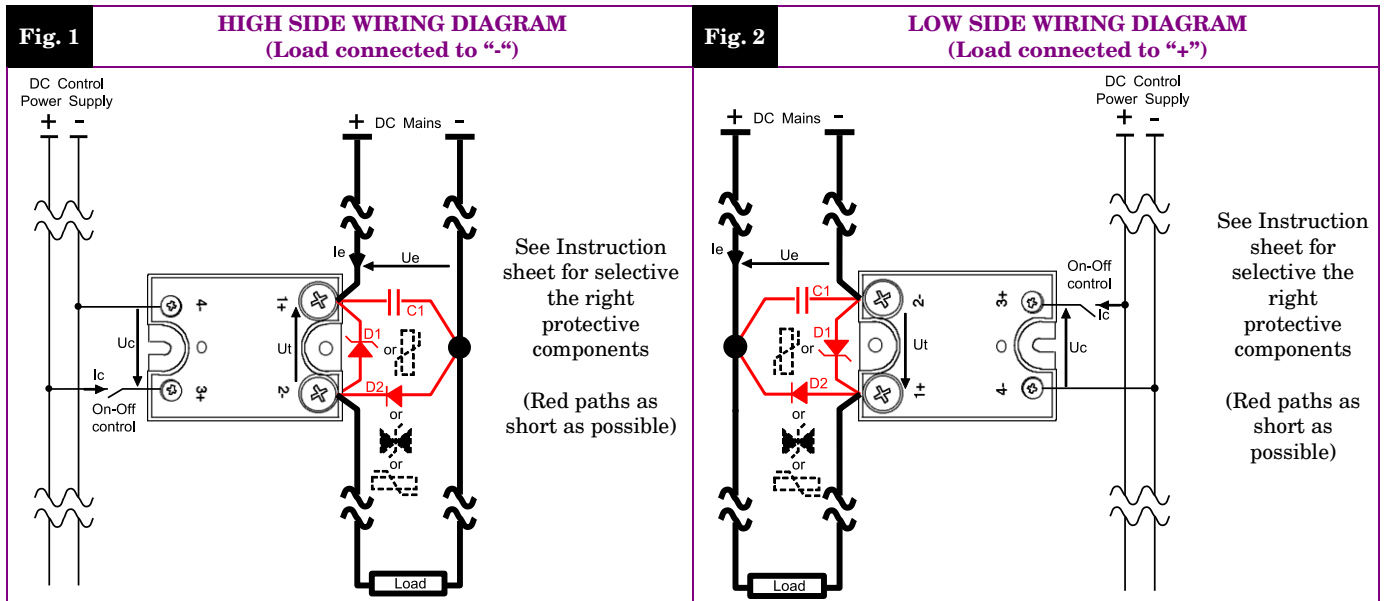 Fig. 1
HIGH SIDE WIRING DIAGRAM
(Load connected to “-“)
DC Control
Power Supply
+ -
+ DC Mains -
Ie
Ue
4-
1+
C1
Uc
Ut
D1
or
Ic
D2
3+
2-
On-Off
control
or
or
Load
See Instruction
sheet for selective
the right
protective
components
(Red paths as
short as possible)
Fig. 2
LOW SIDE WIRING DIAGRAM
(Load connected to “+”)
DC Control
Power Supply
+ -
+ DC Mains -
Ie
Ue
On-Off
control
2-
3+
Ic
C1
D1
or
Ut
Uc
D2
1+
4-
or
or
Load
See Instruction
sheet for
selective the
right
protective
components
(Red paths as
short as
possible)